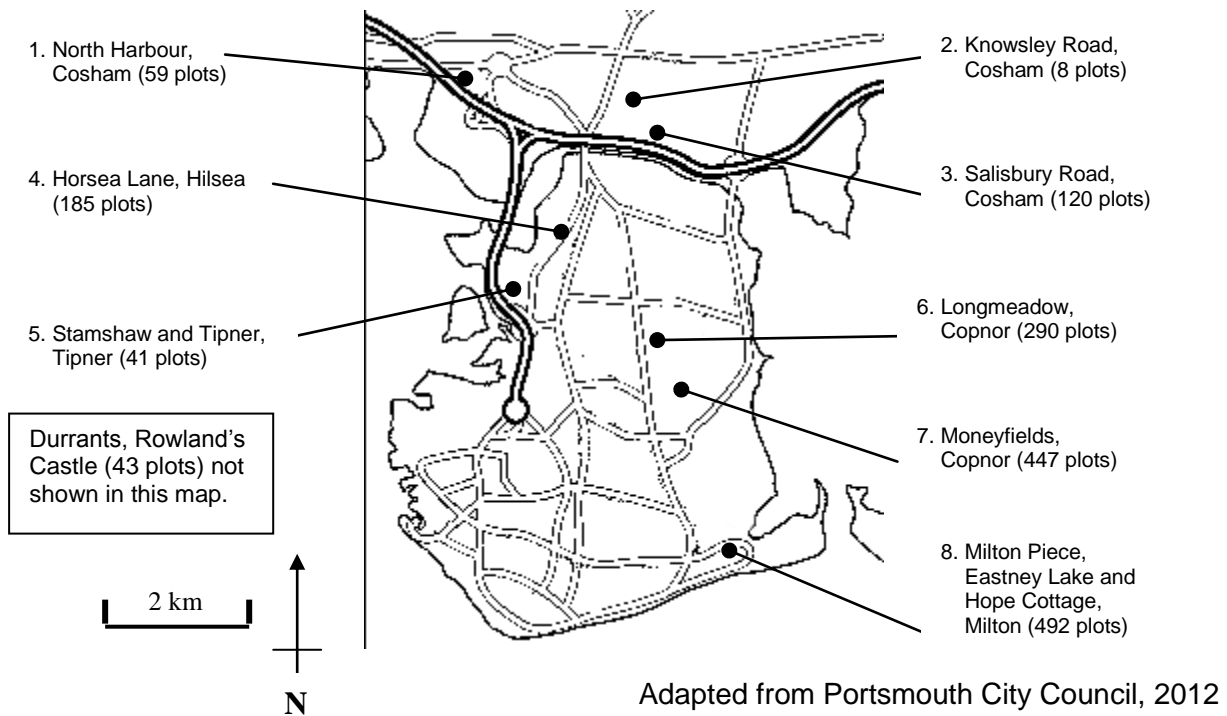 1. North Harbour,
Cosham (59 plots)
2. Knowsley Road,
Cosham (8 plots)
3. Salisbury Road,
Cosham (120 plots)
4. Horsea Lane, Hilsea
(185 plots)
5. Stamshaw and Tipner,
Tipner (41 plots)
6. Longmeadow,
Copnor (290 plots)
7. Moneyfields,
Copnor (447 plots)
8. Milton Piece,
Eastney Lake and
Hope Cottage,
Milton (492 plots)
Durrants, Rowland's
Castle (43 plots) not
shown in this map.
2 km
N
Adapted from Portsmouth City Council, 2012